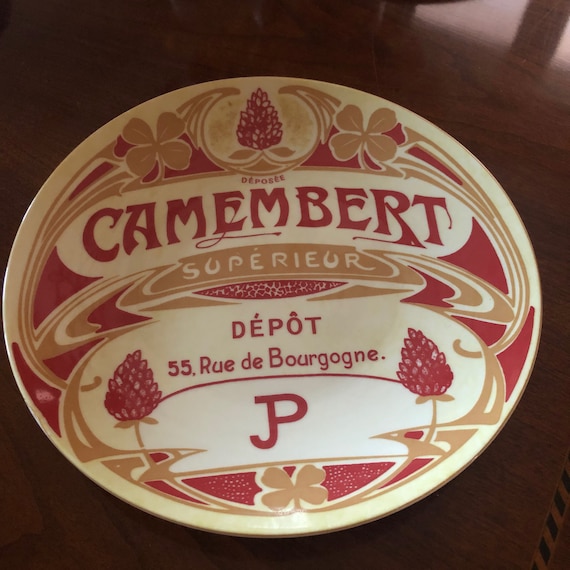 DÉPOSÉE
CAMEMBERT
SUPÉRIEUR
DÉPÔT
55, Rue de Bourgogne.
JP